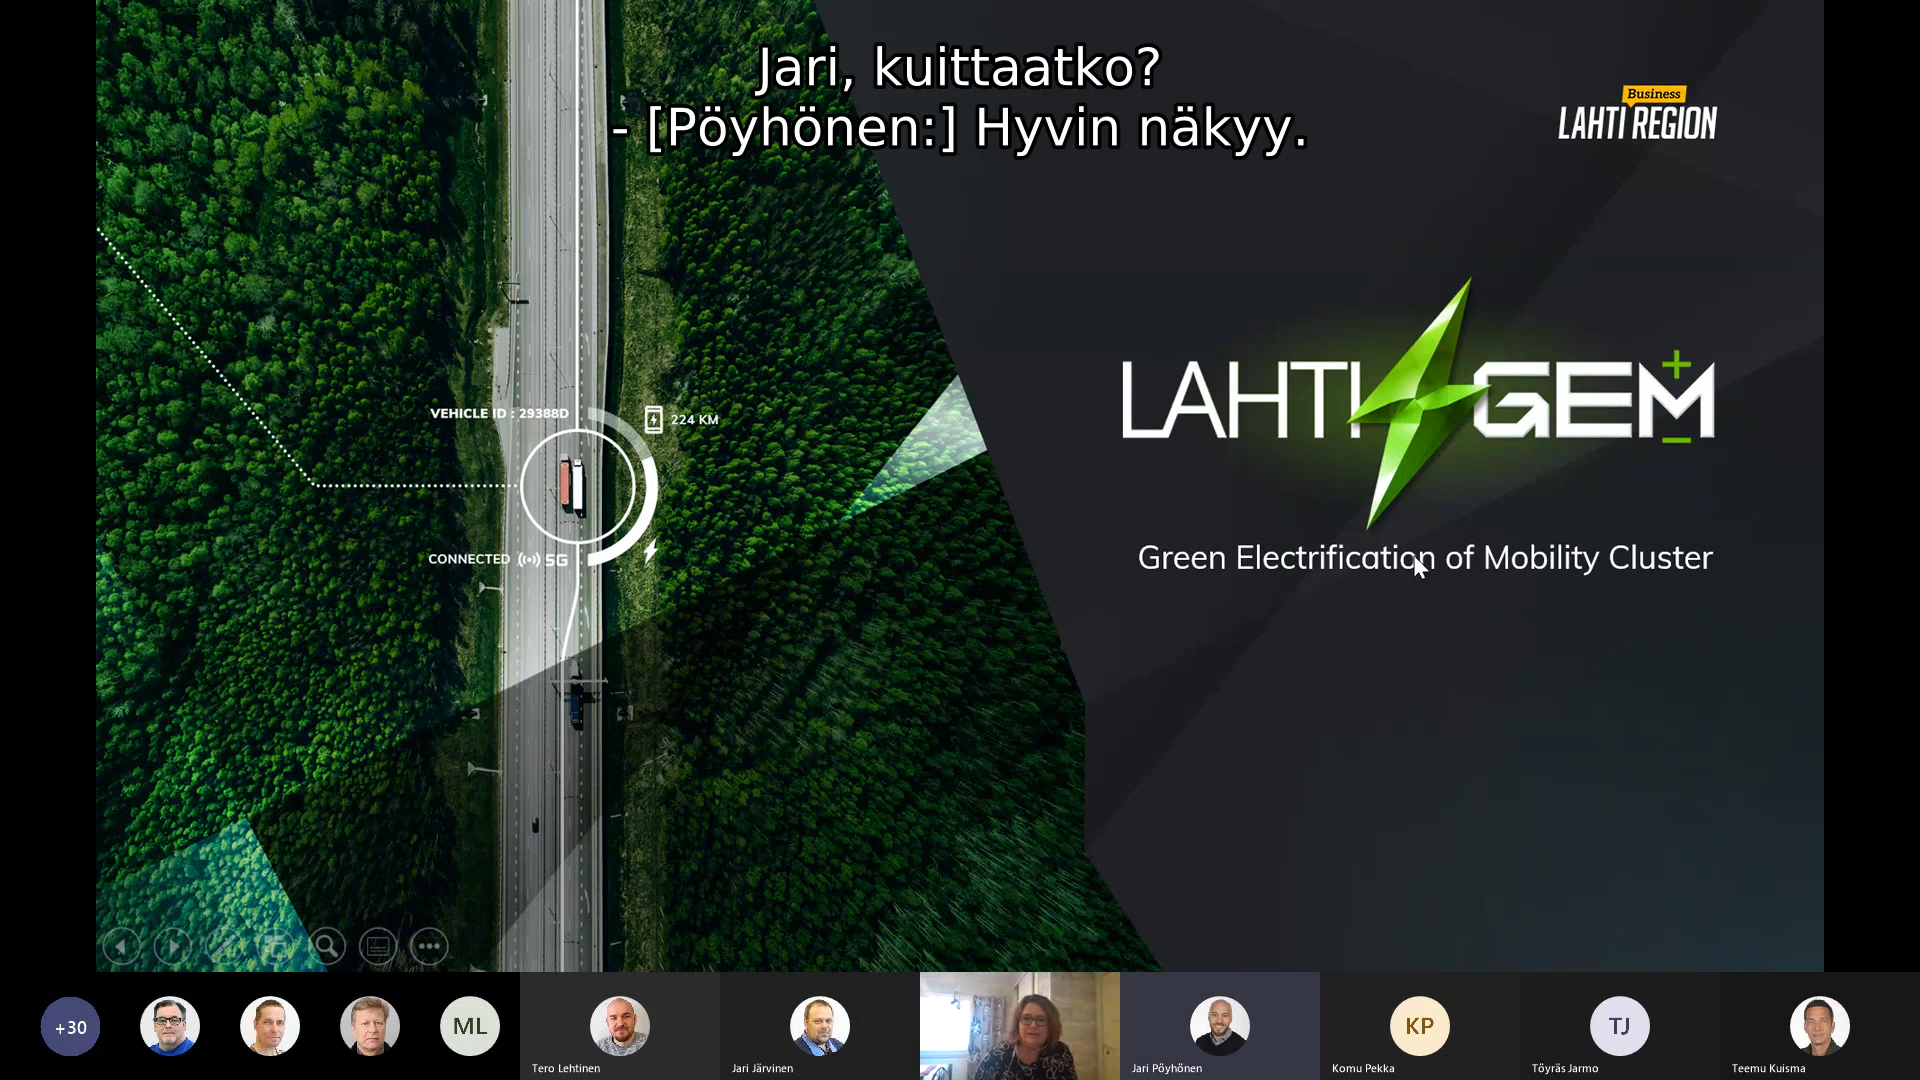 Jari, kuittaatko?
- [Pöyhönen:] Hyvin näkyy.
Business
LAHTI REGION
VEHICLE ID : 29388D
224 KM
LAHTI GEM
Green Electrification of Mobility Cluster
CONNECTED 5G
+30
ML
KP
TJ
Tero Lehtinen
Jari Järvinen
Jari Pöyhönen
Komu Pekka
Töyräs Jarmo
Teemu Kuisma